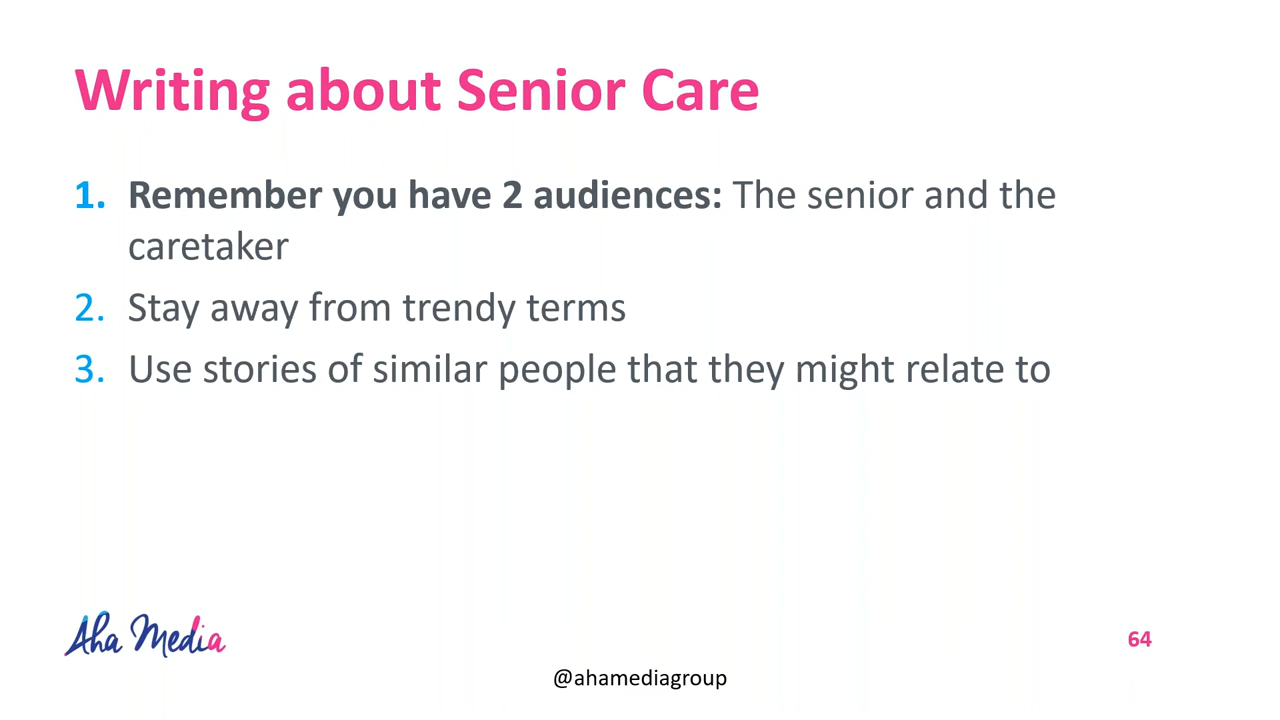 Writing about Senior Care
1. Remember you have 2 audiences: The senior and the
caretaker
2. Stay away from trendy terms
3. Use stories of similar people that they might relate to
Aha Media
64
@ahamediagroup